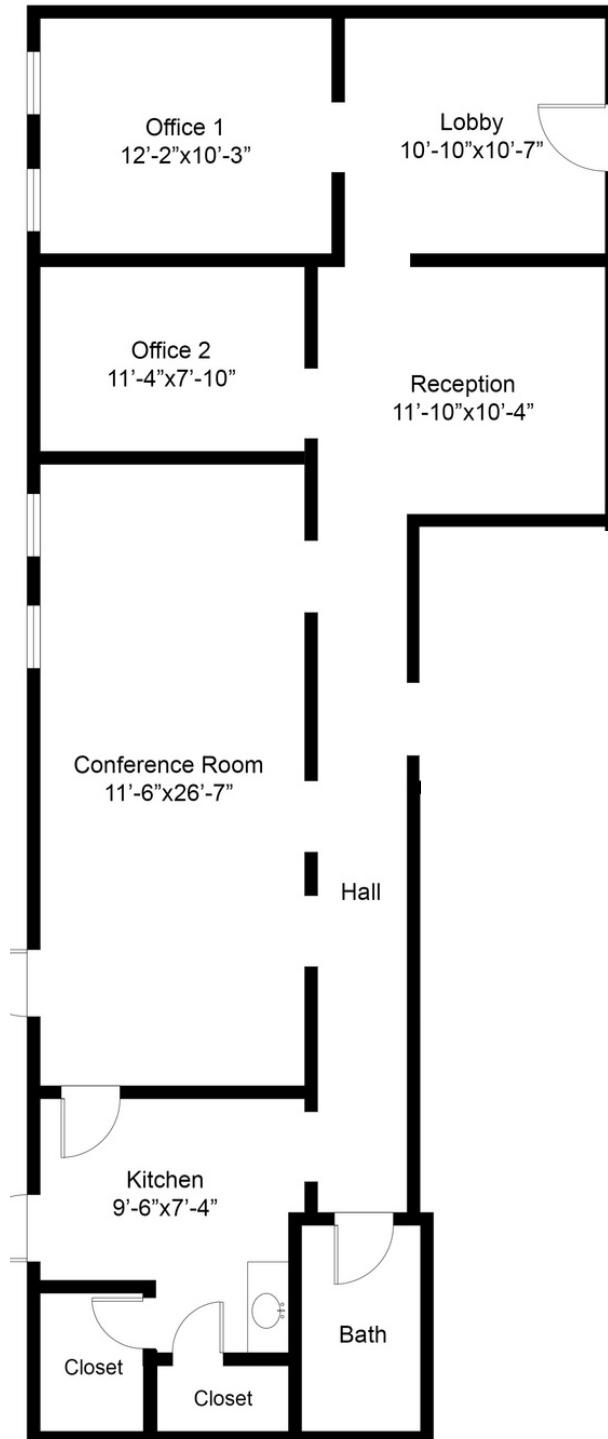 Office 1
12’-2”x10’-3”
Lobby
10’-10”x10’-7”
Office 2
11’-4”x7’-10”
Reception
11’-10”x10’-4”
Conference Room
11’-6”x26’-7”
Hall
Kitchen
9’-6”x7’-4”
Bath
Closet
Closet